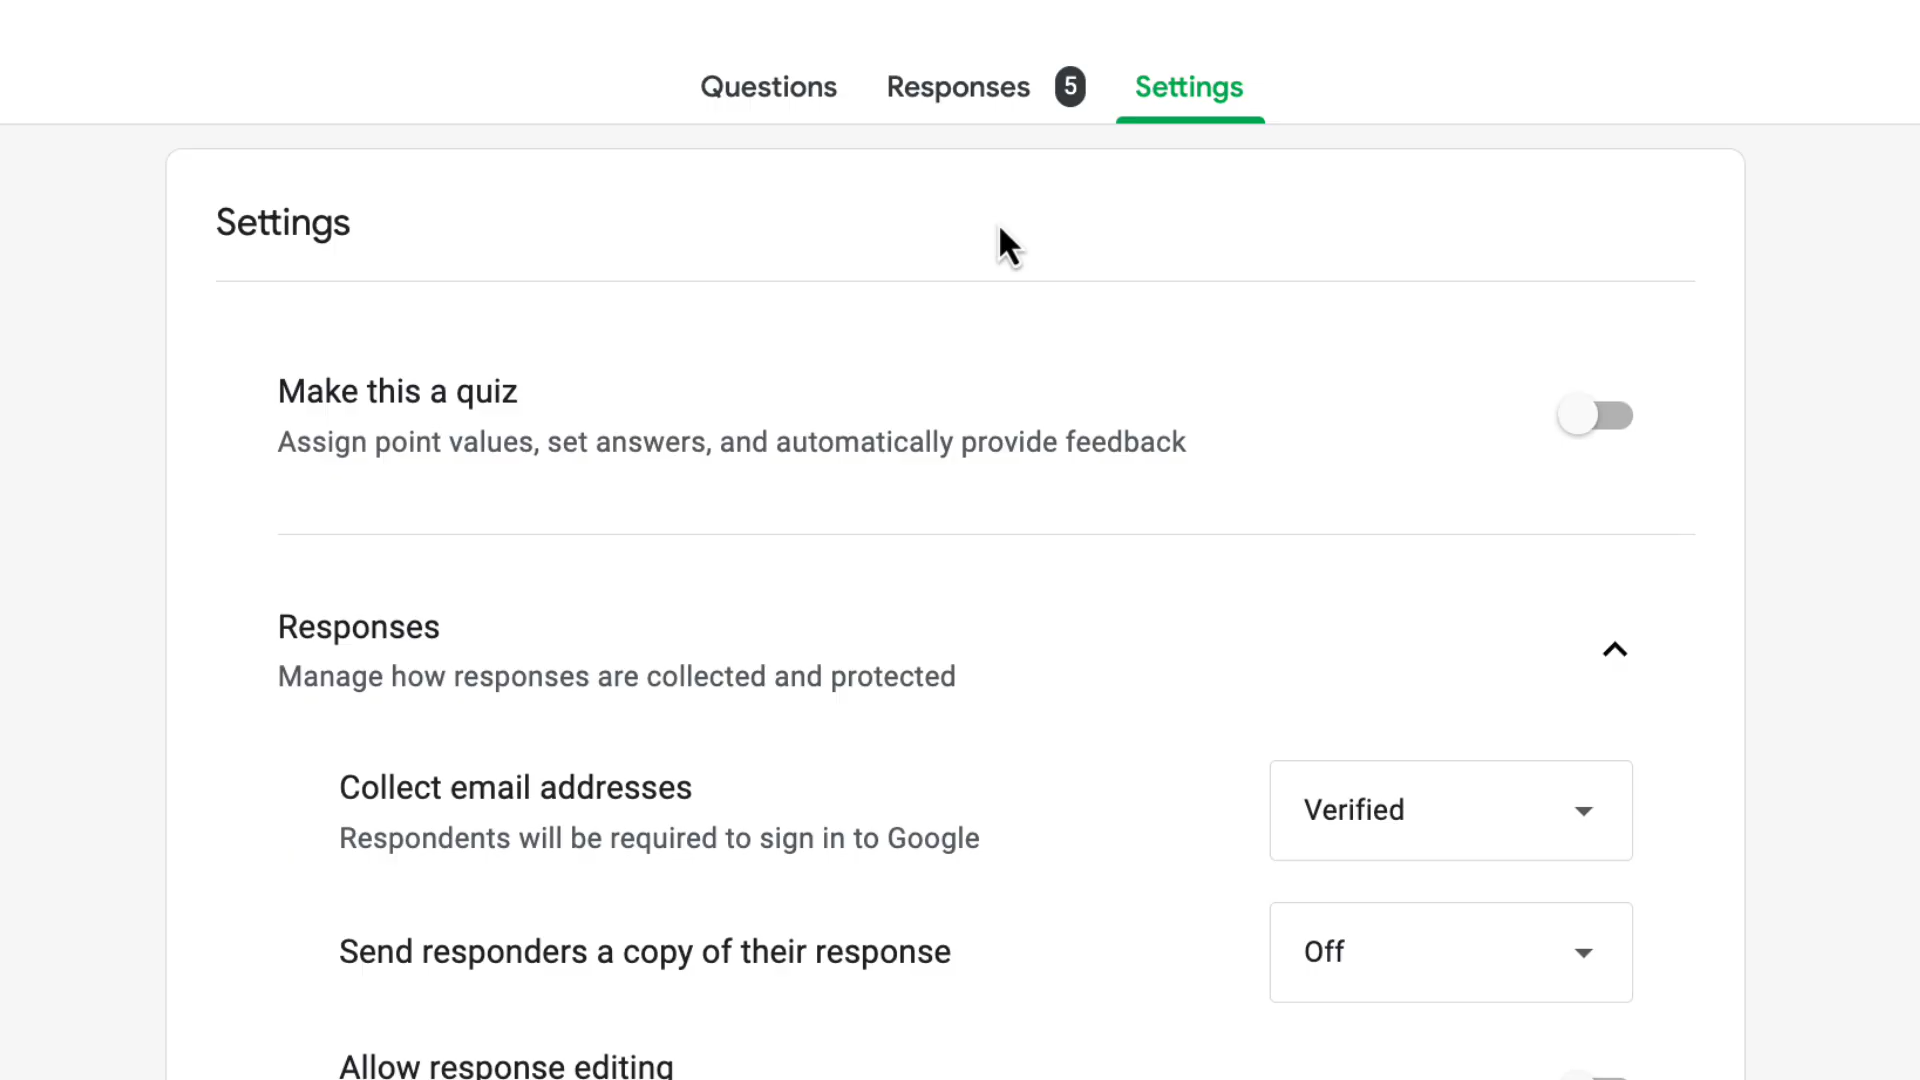 Questions Responses 5 Settings
Settings
Make this a quiz
Assign point values, set answers, and automatically provide feedback
Responses
Manage how responses are collected and protected
Collect email addresses
Respondents will be required to sign in to Google
Verified
Send responders a copy of their response
Off
Allow response editing